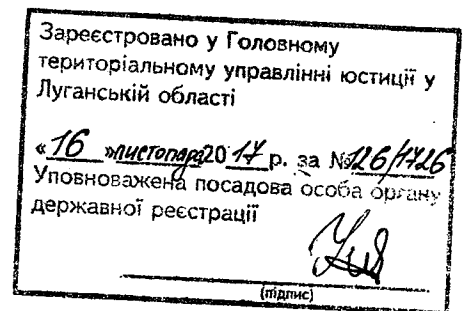 Зареєстровано у Головному
територіальному управлінні юстиції у
Луганській області
«16» листопада 2017 р. за №126/1726
Уповноважена посадова особа органу
державної реєстрації
(підпис)